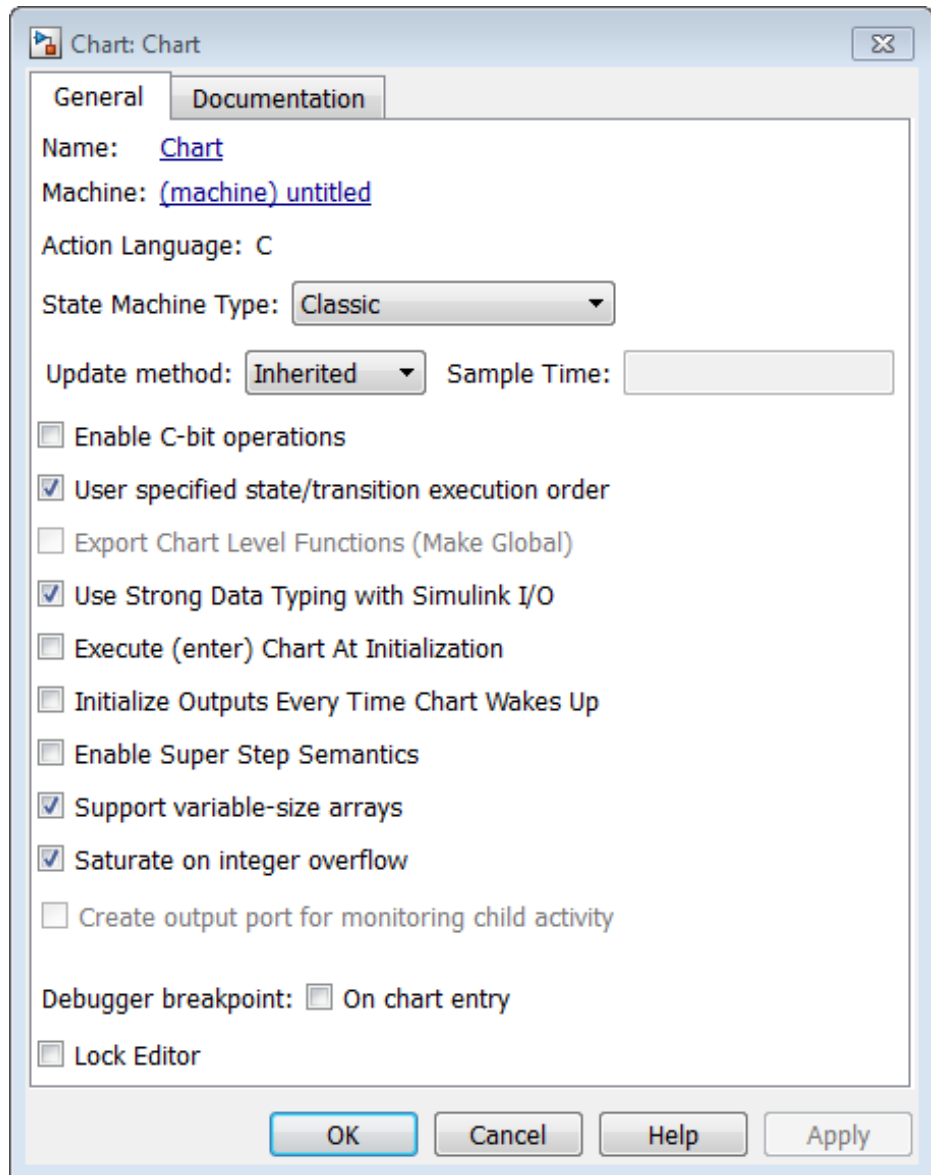 Chart: Chart
General Documentation
Name: Chart
Machine: (machine) untitled
Action Language: C
State Machine Type: Classic
Update method: Inherited Sample Time:
Enable C-bit operations
User specified state/transition execution order
Export Chart Level Functions (Make Global)
Use Strong Data Typing with Simulink I/O
Execute (enter) Chart At Initialization
Initialize Outputs Every Time Chart Wakes Up
Enable Super Step Semantics
Support variable-size arrays
Saturate on integer overflow
Create output port for monitoring child activity
Debugger breakpoint: On chart entry
Lock Editor
OK Cancel Help Apply